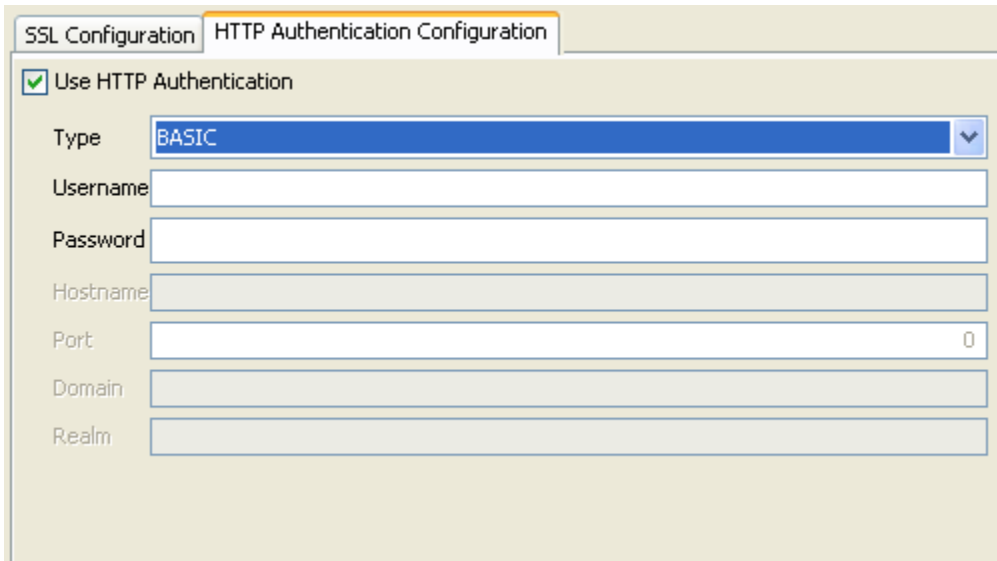 SSL Configuration HTTP Authentication Configuration
Use HTTP Authentication
Type BASIC
Username
Password
Hostname
Port 0
Domain
Realm